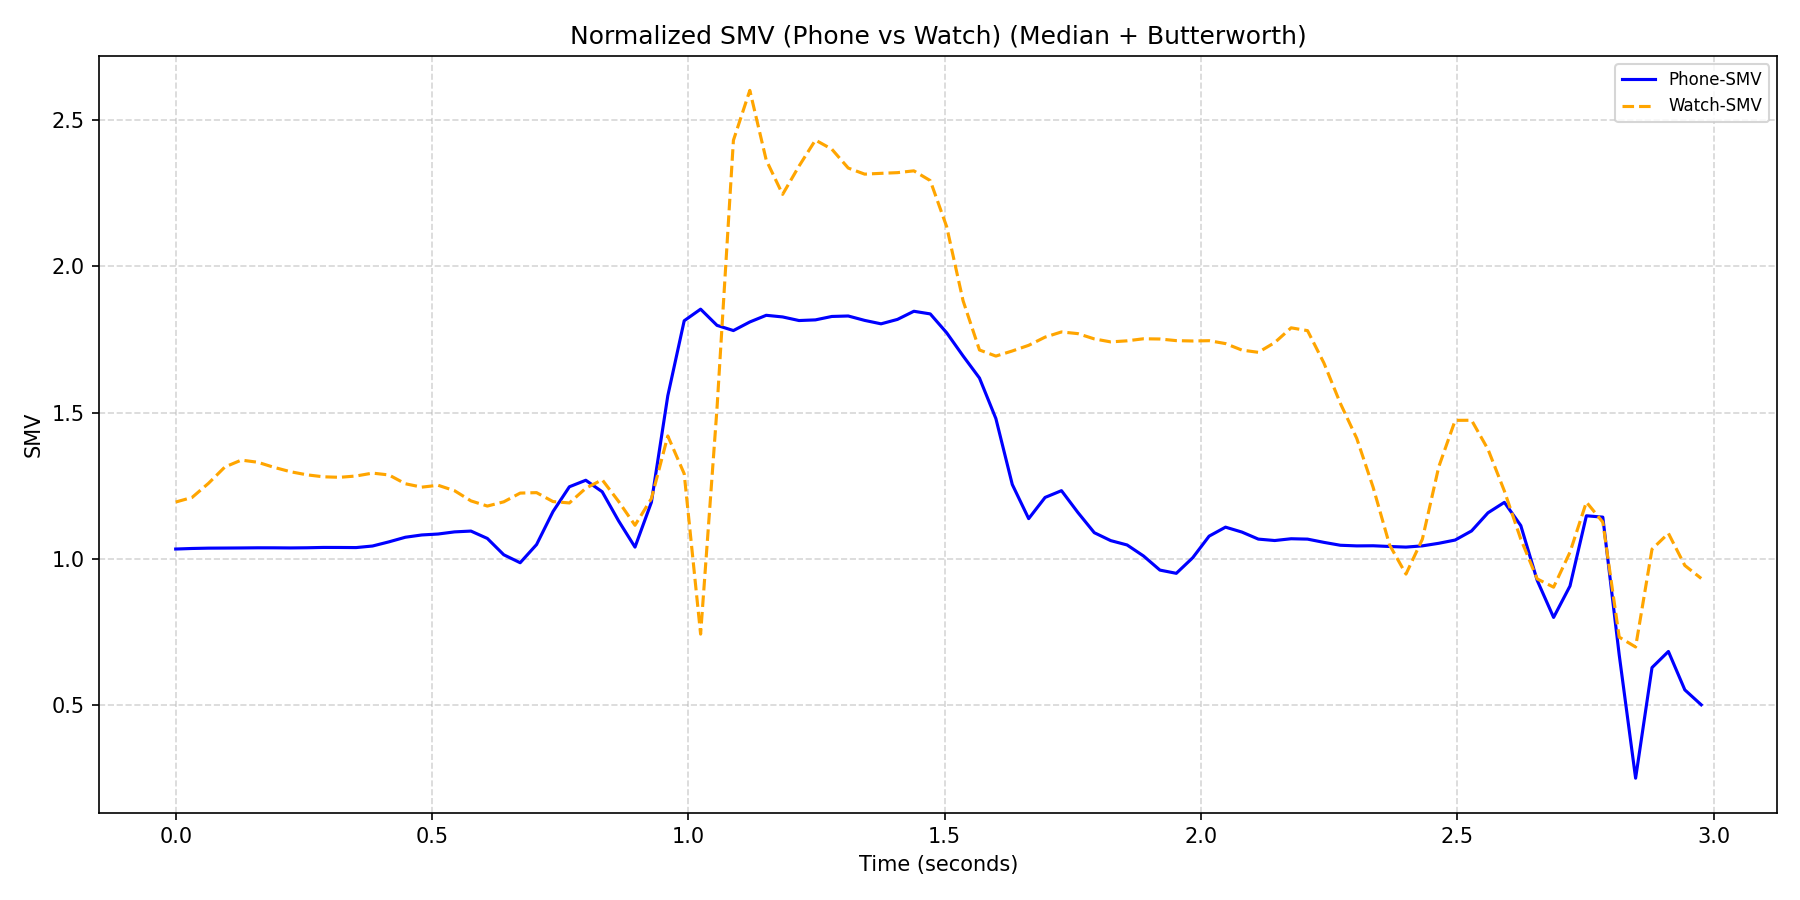 Normalized SMV (Phone vs Watch) (Median + Butterworth)
Phone-SMV
Watch-SMV
SMV
2.5
2.0
1.5
1.0
0.5
0.0 0.5 1.0 1.5 2.0 2.5 3.0
Time (seconds)